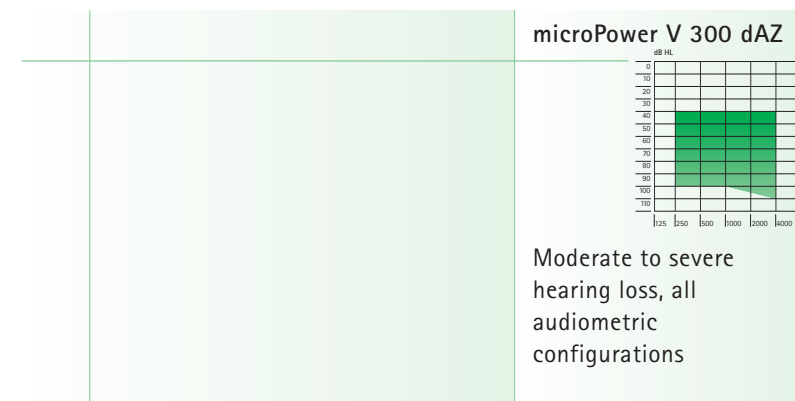 microPower V 300 dAZ
dB HL
0
10
20
30
40
50
60
70
80
90
100
110
125 250 500 1000 2000 4000
Moderate to severe
hearing loss, all
audiometric
configurations